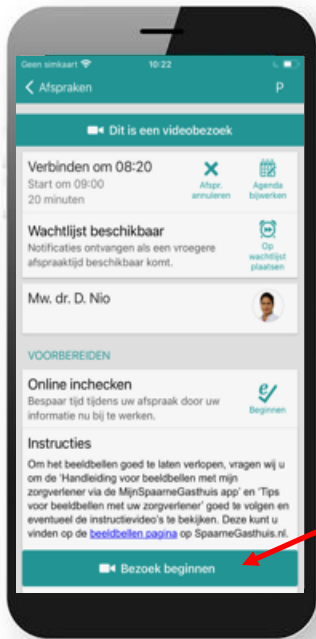 Geen simkaart 10:22
Afspraken P
Dit is een videobezoek
Verbinden om 08:20
Start om 09:00
20 minuten
Afspr. annuleren
Agenda bijwerken
Wachtlijst beschikbaar
Notificaties ontvangen als een vroegere
afspraaktijd beschikbaar komt.
Op
wachtlijst
plaatsen
Mw. dr. D. Nio
VOORBEREIDEN
Online inchecken
Bespaar tijd tijdens uw afspraak door uw
informatie nu bij te werken.
Beginnen
Instructies
Om het beeldbellen goed te laten verlopen, vragen wij u
om de 'Handleiding voor beeldbellen met mijn
zorgverlener via de MijnSpaarneGasthuis app' en 'Tips
voor beeldbellen met uw zorgverlener' goed te volgen en
eventueel de instructievideo's te bekijken. Deze kunt u
vinden op de beeldbellen pagina op SpaarneGasthuis.nl.
Bezoek beginnen